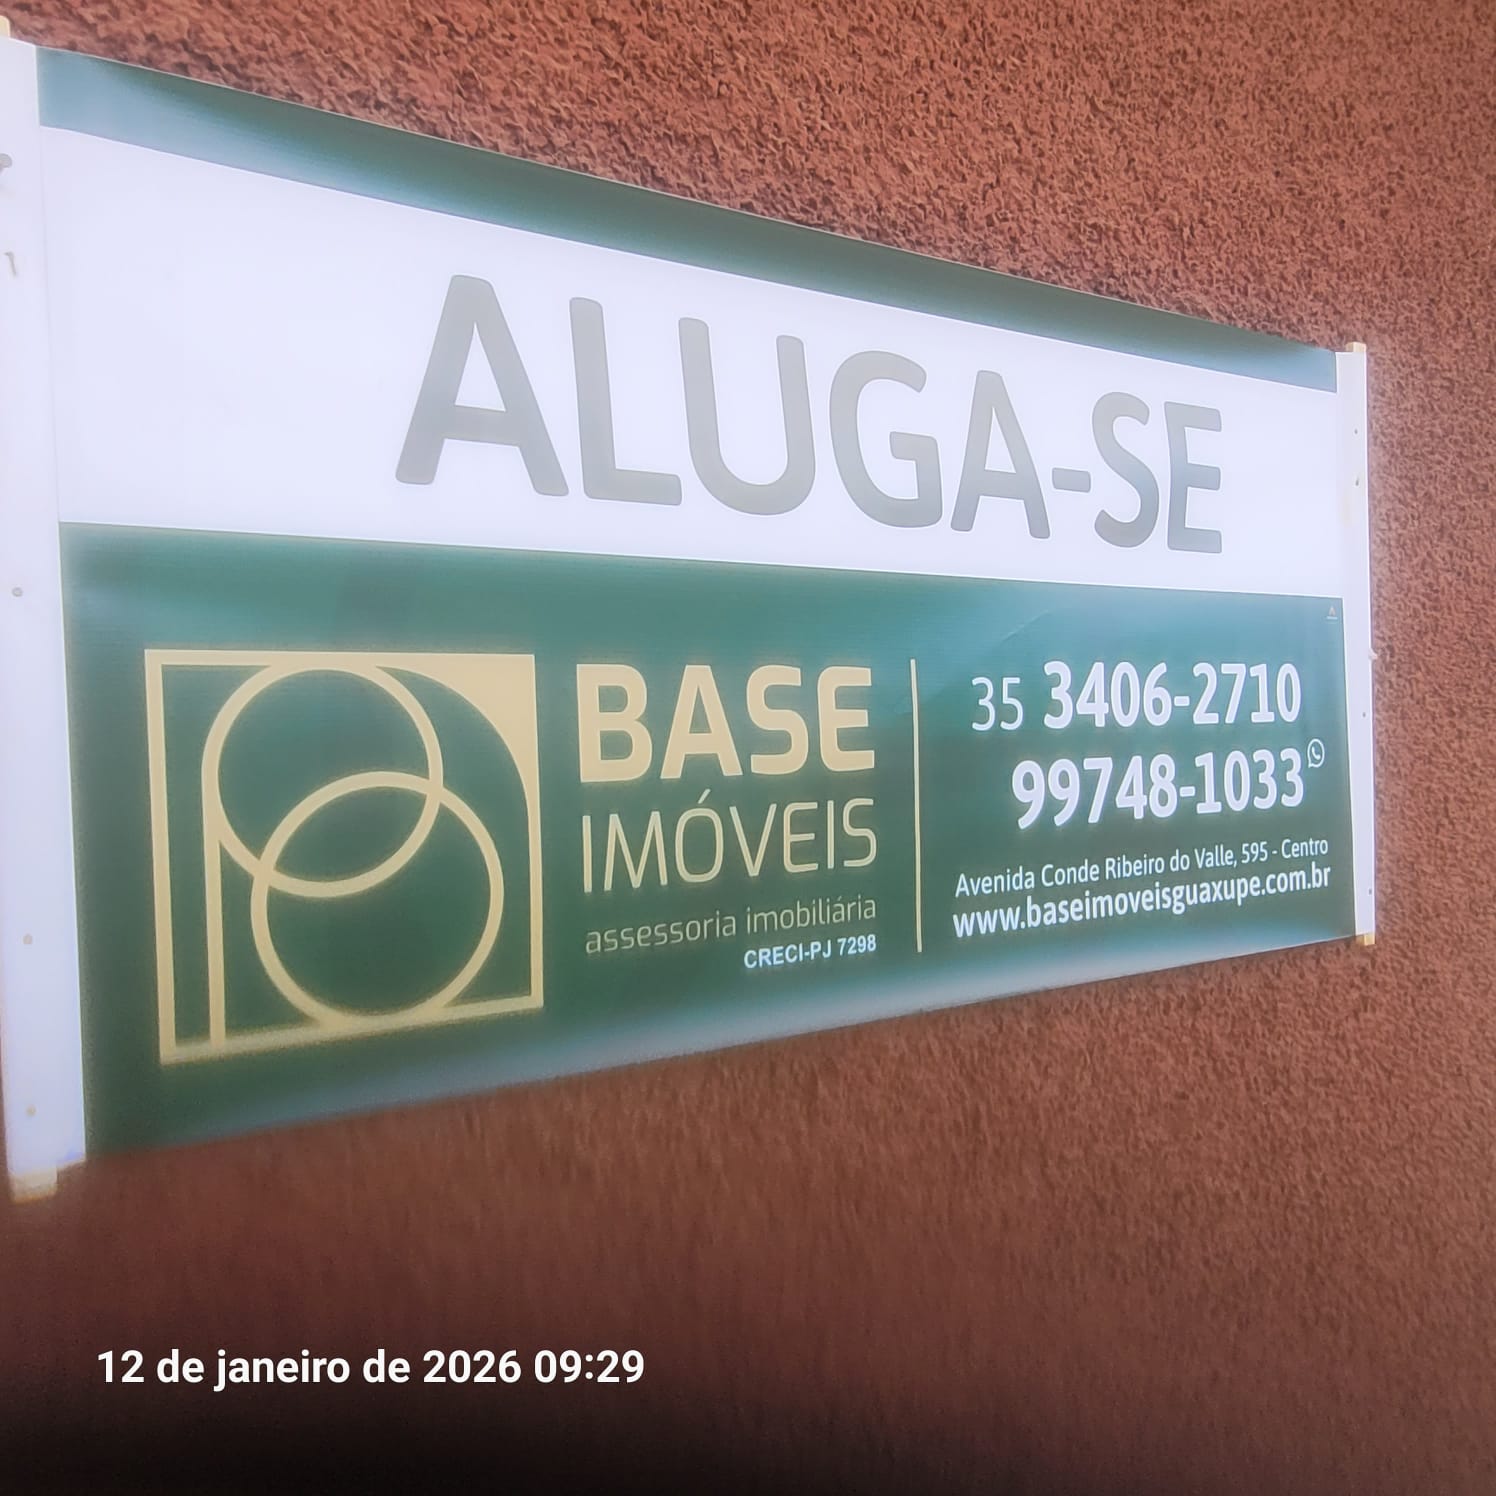 ALUGA-SE
BASE
IMÓVEIS
assessoria imobiliária
CRECI-PJ 7298
35 3406-2710
99748-1033
Avenida Conde Ribeiro do Valle, 595 - Centro
www.baseimoveisguaxupe.com.br
12 de janeiro de 2026 09:29